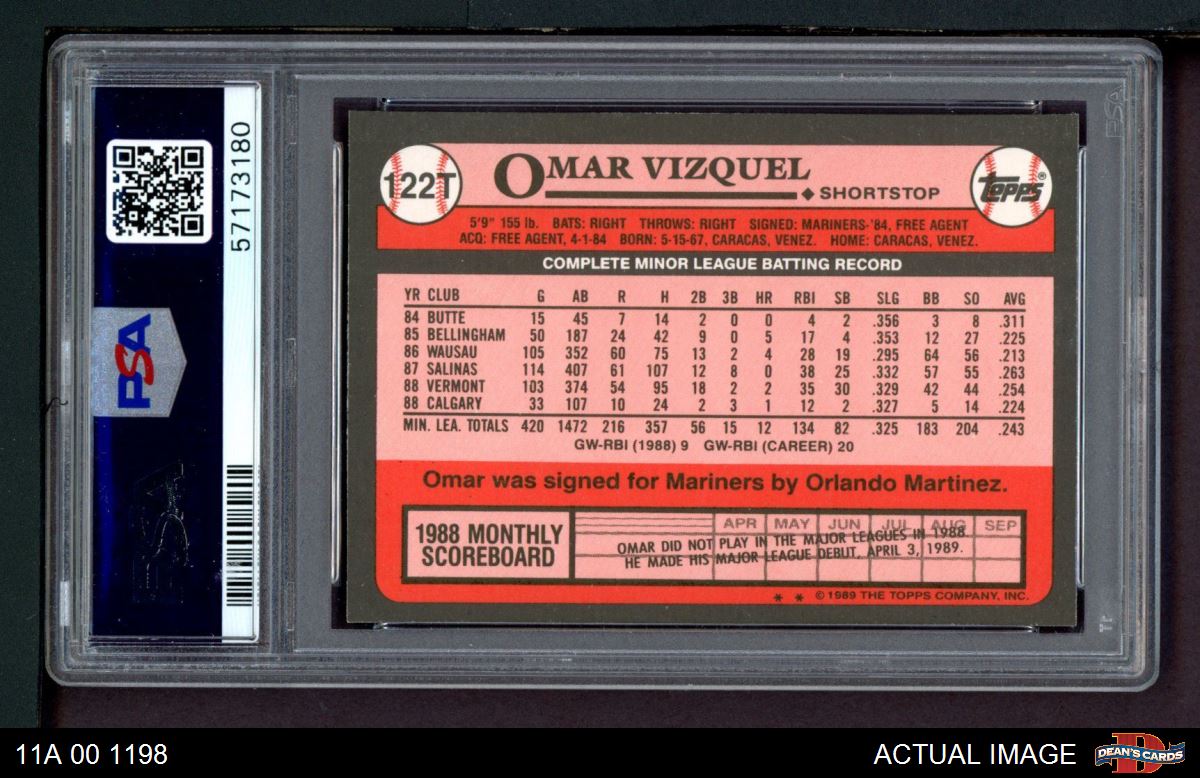 57173180
PSA
122T
OMAR VIZQUEL
◆ SHORTSTOP
TOPPS®
5'9" 155 lb. BATS: RIGHT THROWS: RIGHT SIGNED: MARINERS-'84, FREE AGENT
ACQ: FREE AGENT, 4-1-84 BORN: 5-15-67, CARACAS, VENEZ. HOME: CARACAS, VENEZ.
COMPLETE MINOR LEAGUE BATTING RECORD
YR CLUB G AB R H 2B 3B HR RBI SB SLG BB SO AVG
84 BUTTE 15 45 7 14 2 0 0 4 2 .356 3 8 .311
85 BELLINGHAM 50 187 24 42 9 0 5 17 4 .353 12 27 .225
86 WAUSAU 105 352 60 75 13 2 4 28 19 .295 64 56 .213
87 SALINAS 114 407 61 107 12 8 0 38 25 .332 57 55 .263
88 VERMONT 103 374 54 95 18 2 2 35 30 .329 42 44 .254
88 CALGARY 33 107 10 24 2 3 1 12 2 .327 5 14 .224
MIN. LEA. TOTALS 420 1472 216 357 56 15 12 134 82 .325 183 204 .243
GW-RBI (1988) 9 GW-RBI (CAREER) 20
Omar was signed for Mariners by Orlando Martinez.
1988 MONTHLY
SCOREBOARD
APR MAY JUN JUL AUG SEP
OMAR DID NOT PLAY IN THE MAJOR LEAGUES IN 1988.
HE MADE HIS MAJOR LEAGUE DEBUT, APRIL 3, 1989.
* * © 1989 THE TOPPS COMPANY, INC.
PSA
11A 00 1198
ACTUAL IMAGE
DEAN'S CARDS